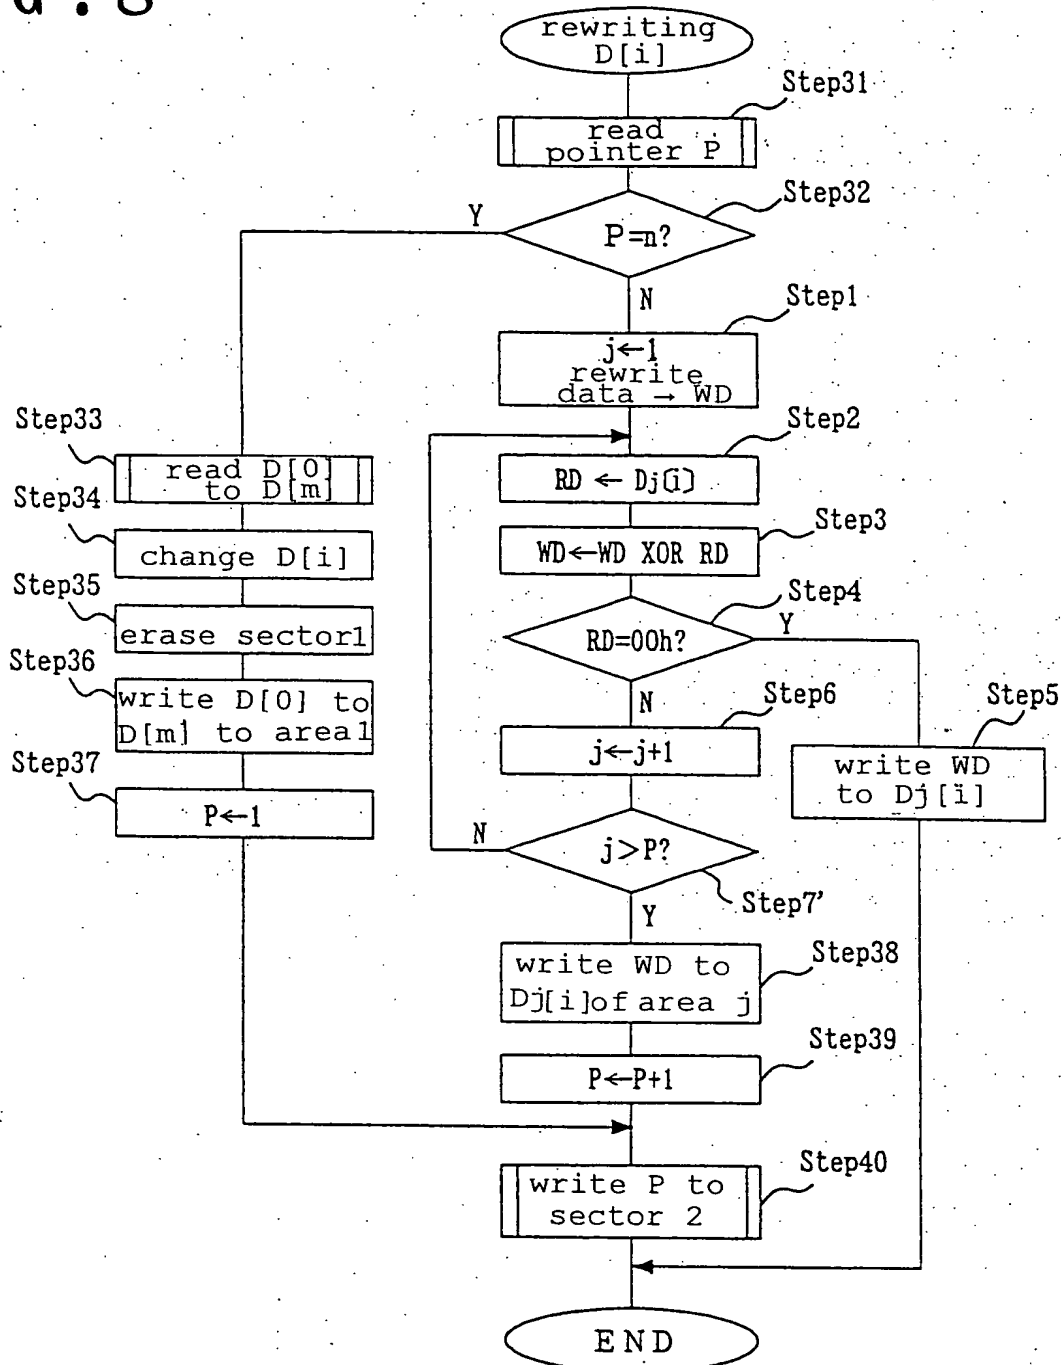 rewriting
D[i]
Step31
read
pointer P
Step32
Y
P=n?
N
Step1
j←1
rewrite
data → WD
Step33
Step2
read D[0]
to D[m]
RD ← Dj[i]
Step34
Step3
change D[i]
WD←WD XOR RD
Step35
Step4
erase sector1
RD=00h?
Y
Step36
N
Step6
Step5
write D[0] to
D[m] to area1
j←j+1
write WD
to Dj[i]
Step37
P←1
N
j>P?
Step7'
Y
Step38
write WD to
Dj[i]of area j
Step39
P←P+1
Step40
write P to
sector 2
END